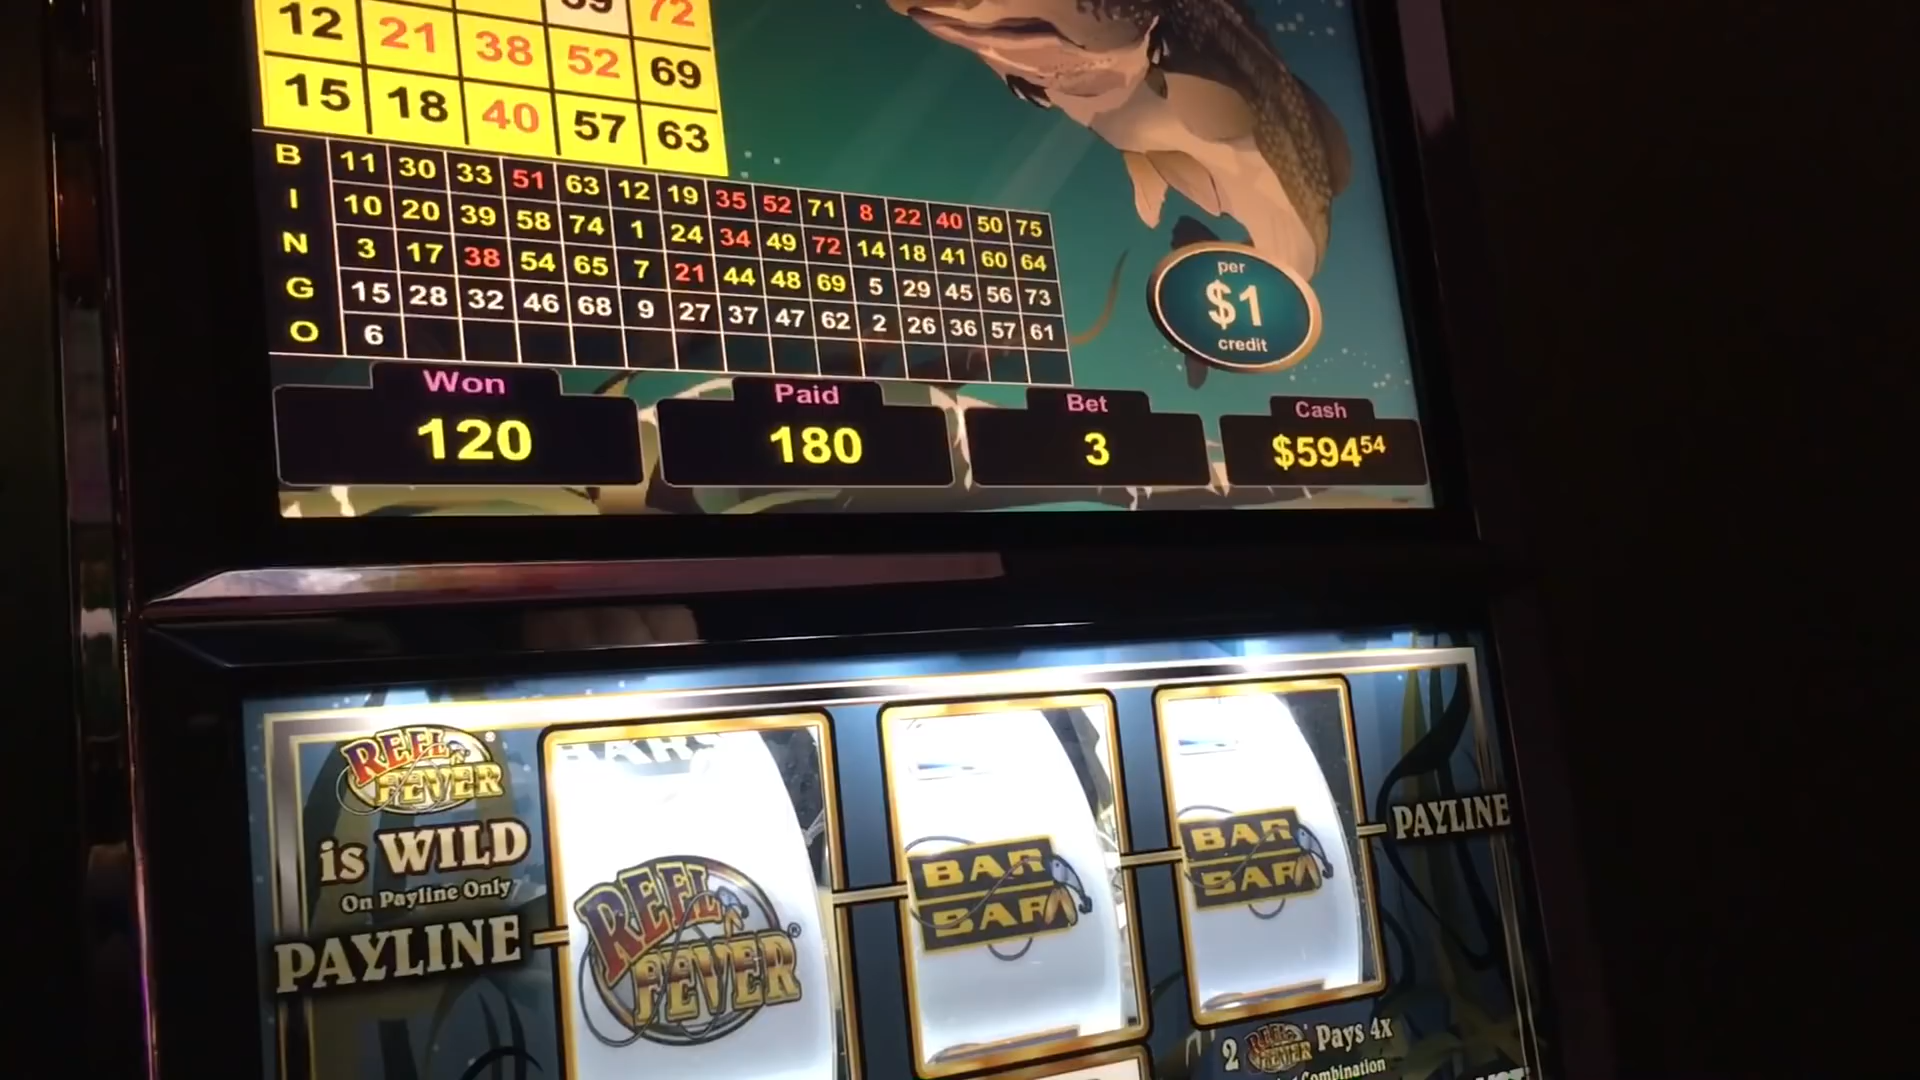 59 72
12 21 38 52 69
15 18 40 57 63
B 11 30 33 51 63 12 19 35 52 71 8 22 40 50 75
I 10 20 39 58 74 1 24 34 49 72 14 18 41 60 64
N 3 17 38 54 65 7 21 44 48 69 5 29 45 56 73
G 15 28 32 46 68 9 27 37 47 62 2 26 36 57 61
O 6
per
$1
credit
Won Paid Bet Cash
120 180 3 $594 54
REEL
FEVER
is WILD
On Payline Only
PAYLINE
BARS
REEL
FEVER
BAR
BAR
BAR
BAR
PAYLINE
2 REEL FEVER Pays 4x
Combination